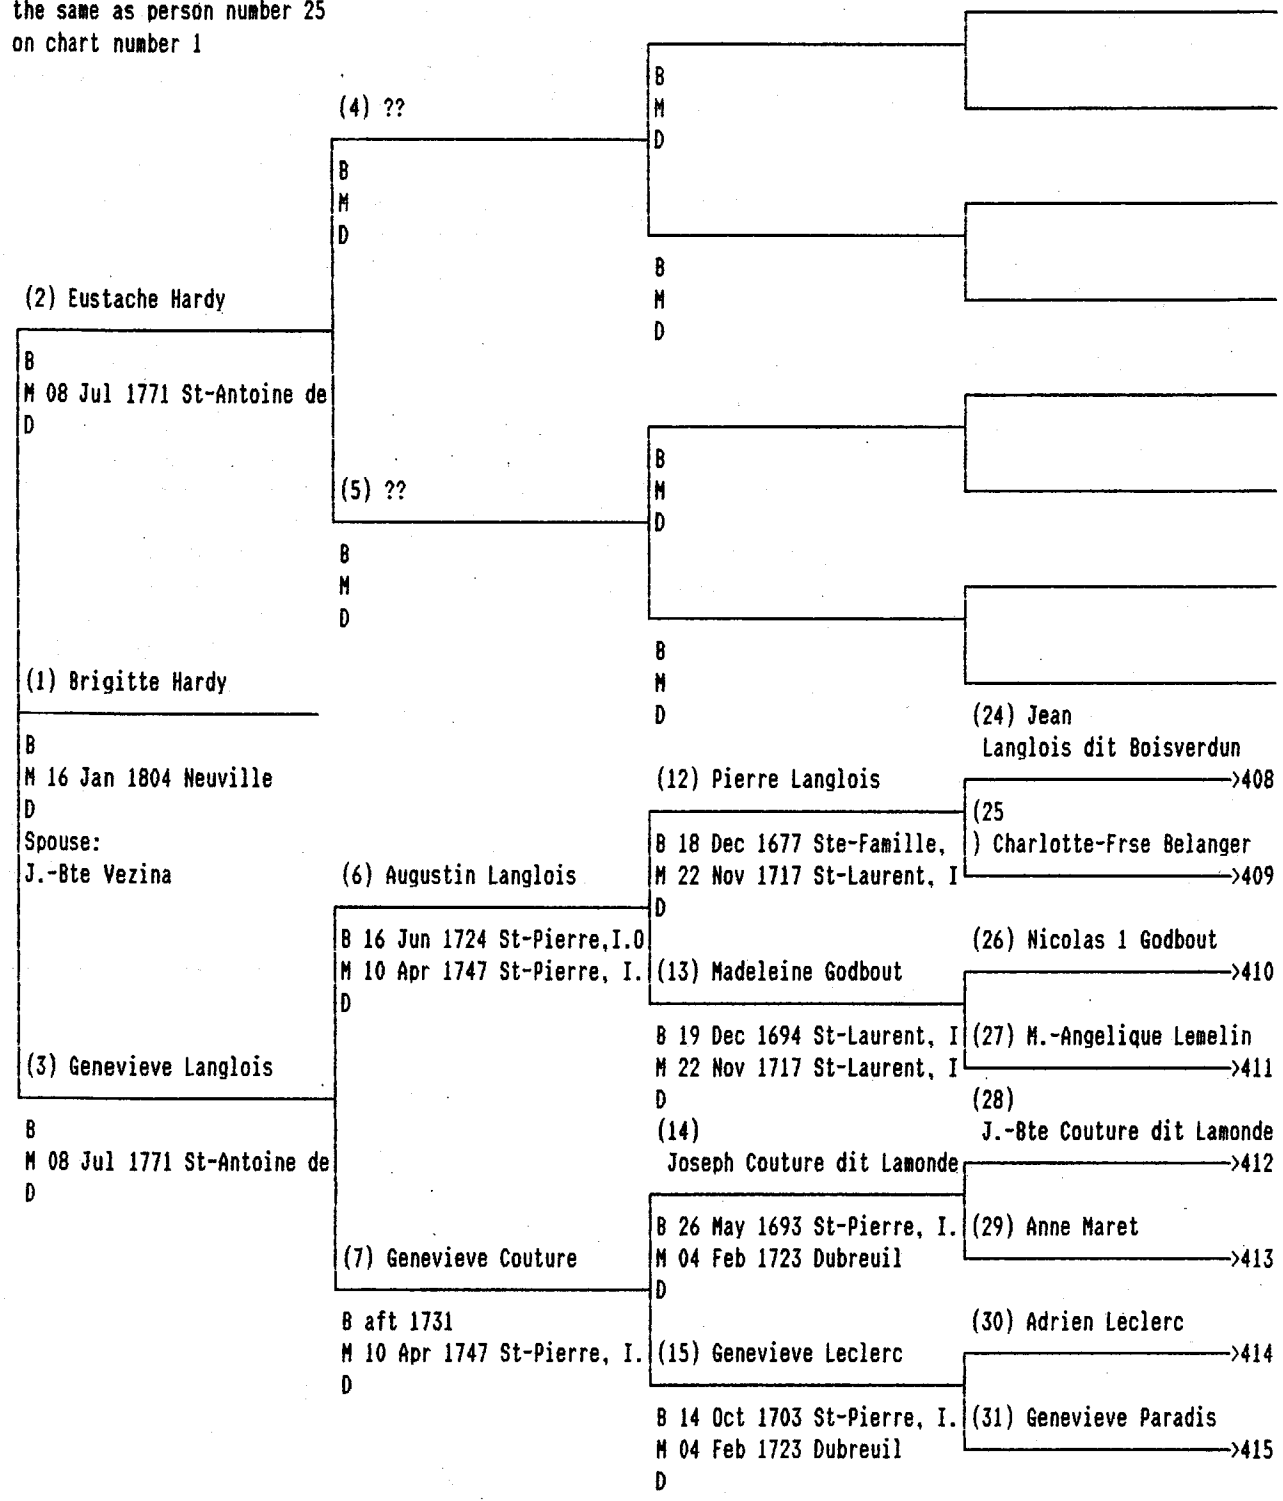 the same as person number 25
on chart number 1
(4) ??
B
M
D
B
M
D
B
M
D
(2) Eustache Hardy
B
M 08 Jul 1771 St-Antoine de
D
(5) ??
B
M
D
B
M
D
B
M
D
(1) Brigitte Hardy
B
M 16 Jan 1804 Neuville
D
Spouse:
J.-Bte Vezina
(24) Jean
Langlois dit Boisverdun
>408
(12) Pierre Langlois
B 18 Dec 1677 Ste-Famille,
M 22 Nov 1717 St-Laurent, I
D
(25
) Charlotte-Frse Belanger
>409
(6) Augustin Langlois
B 16 Jun 1724 St-Pierre,I.O
M 10 Apr 1747 St-Pierre, I.
D
(26) Nicolas 1 Godbout
>410
(13) Madeleine Godbout
B 19 Dec 1694 St-Laurent, I
M 22 Nov 1717 St-Laurent, I
D
(27) M.-Angelique Lemelin
>411
(3) Genevieve Langlois
B
M 08 Jul 1771 St-Antoine de
D
(28)
J.-Bte Couture dit Lamonde
>412
(14)
Joseph Couture dit Lamonde
B 26 May 1693 St-Pierre, I.
M 04 Feb 1723 Dubreuil
D
(29) Anne Maret
>413
(7) Genevieve Couture
B aft 1731
M 10 Apr 1747 St-Pierre, I.
D
(30) Adrien Leclerc
>414
(15) Genevieve Leclerc
B 14 Oct 1703 St-Pierre, I.
M 04 Feb 1723 Dubreuil
D
(31) Genevieve Paradis
>415